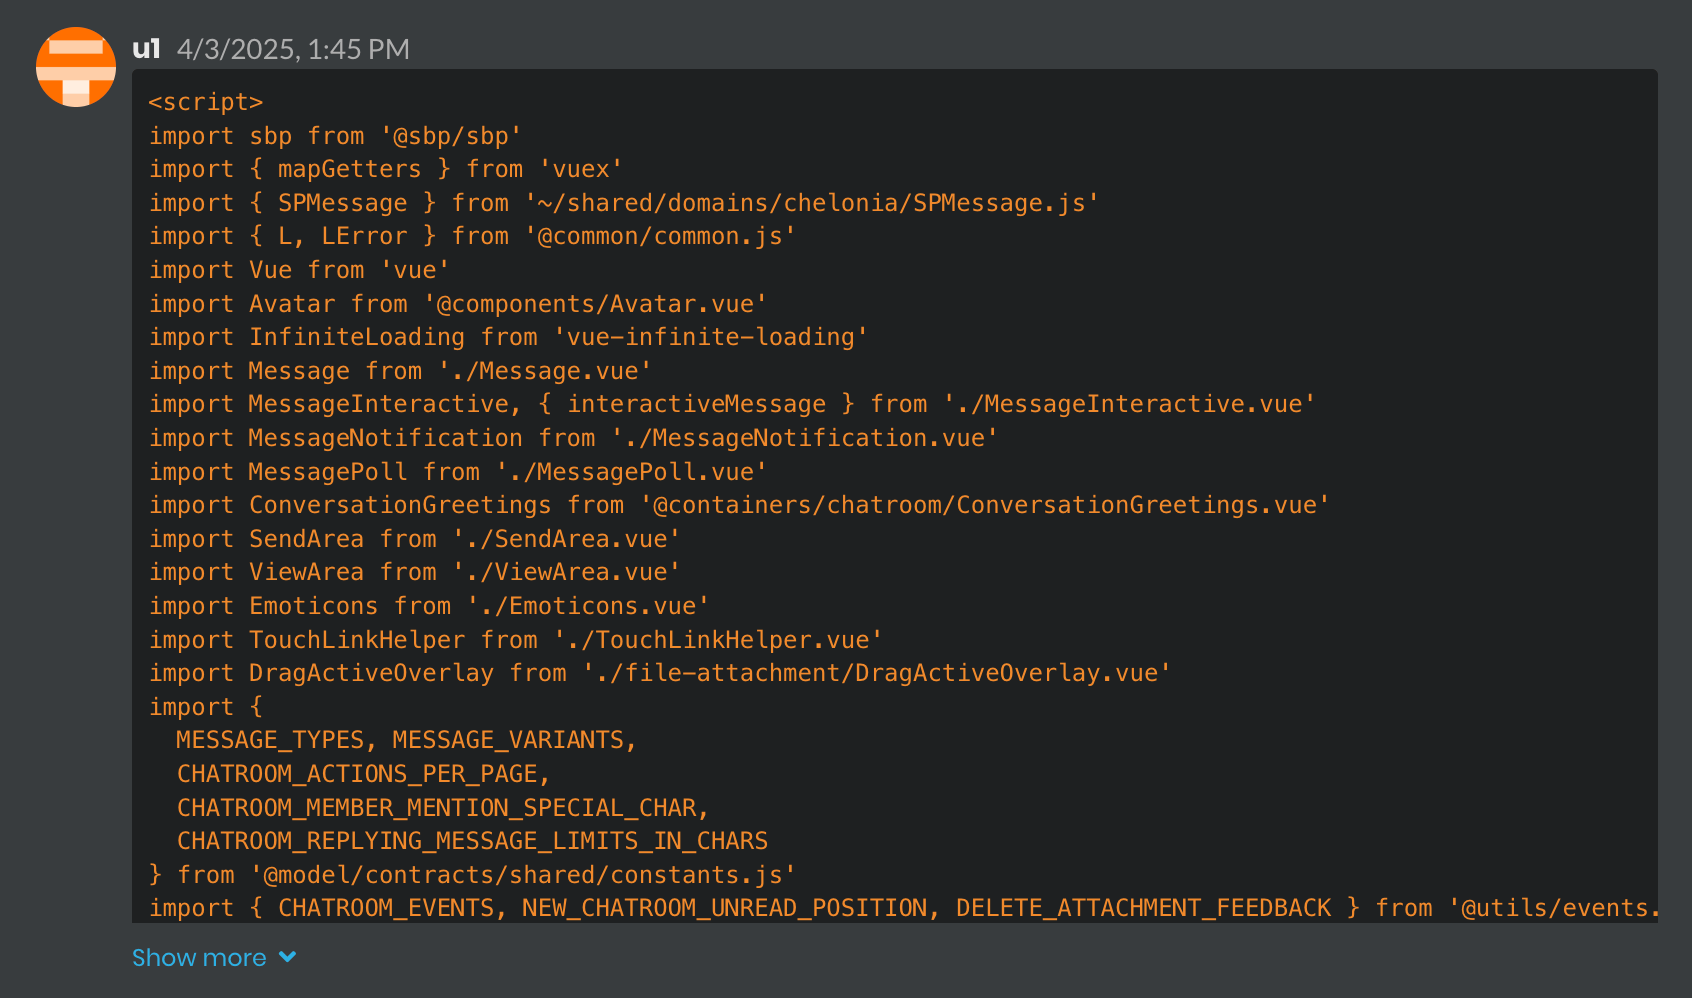 u1 4/3/2025, 1:45 PM
<script>
import sbp from '@sbp/sbp'
import { mapGetters } from 'vuex'
import { SPMessage } from '~/shared/domains/chelonia/SPMessage.js'
import { L, LError } from '@common/common.js'
import Vue from 'vue'
import Avatar from '@components/Avatar.vue'
import InfiniteLoading from 'vue-infinite-loading'
import Message from './Message.vue'
import MessageInteractive, { interactiveMessage } from './MessageInteractive.vue'
import MessageNotification from './MessageNotification.vue'
import MessagePoll from './MessagePoll.vue'
import ConversationGreetings from '@containers/chatroom/ConversationGreetings.vue'
import SendArea from './SendArea.vue'
import ViewArea from './ViewArea.vue'
import Emoticons from './Emoticons.vue'
import TouchLinkHelper from './TouchLinkHelper.vue'
import DragActiveOverlay from './file-attachment/DragActiveOverlay.vue'
import {
  MESSAGE_TYPES, MESSAGE_VARIANTS,
  CHATROOM_ACTIONS_PER_PAGE,
  CHATROOM_MEMBER_MENTION_SPECIAL_CHAR,
  CHATROOM_REPLYING_MESSAGE_LIMITS_IN_CHARS
} from '@model/contracts/shared/constants.js'
import { CHATROOM_EVENTS, NEW_CHATROOM_UNREAD_POSITION, DELETE_ATTACHMENT_FEEDBACK } from '@utils/events.
Show more